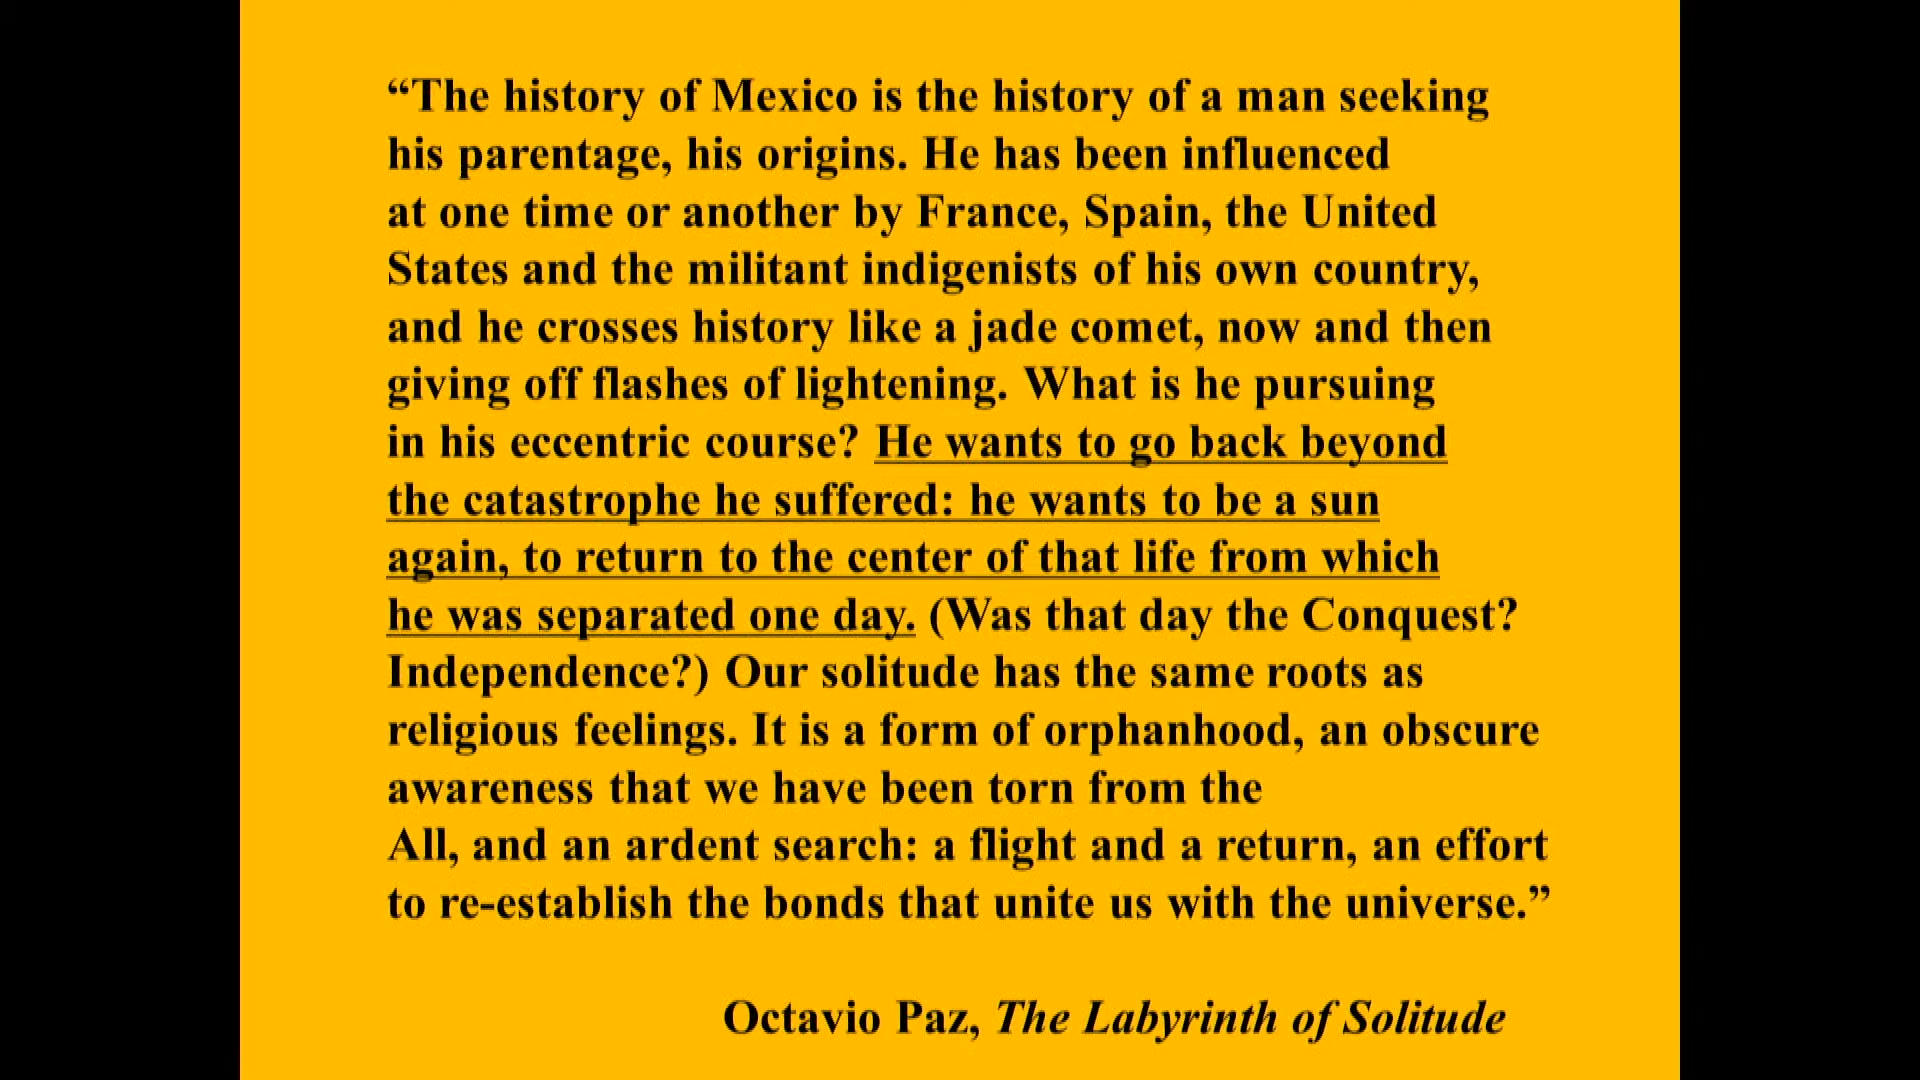 “The history of Mexico is the history of a man seeking
his parentage, his origins. He has been influenced
at one time or another by France, Spain, the United
States and the militant indigenists of his own country,
and he crosses history like a jade comet, now and then
giving off flashes of lightening. What is he pursuing
in his eccentric course? He wants to go back beyond
the catastrophe he suffered: he wants to be a sun
again, to return to the center of that life from which
he was separated one day. (Was that day the Conquest?
Independence?) Our solitude has the same roots as
religious feelings. It is a form of orphanhood, an obscure
awareness that we have been torn from the
All, and an ardent search: a flight and a return, an effort
to re-establish the bonds that unite us with the universe.”
Octavio Paz, The Labyrinth of Solitude